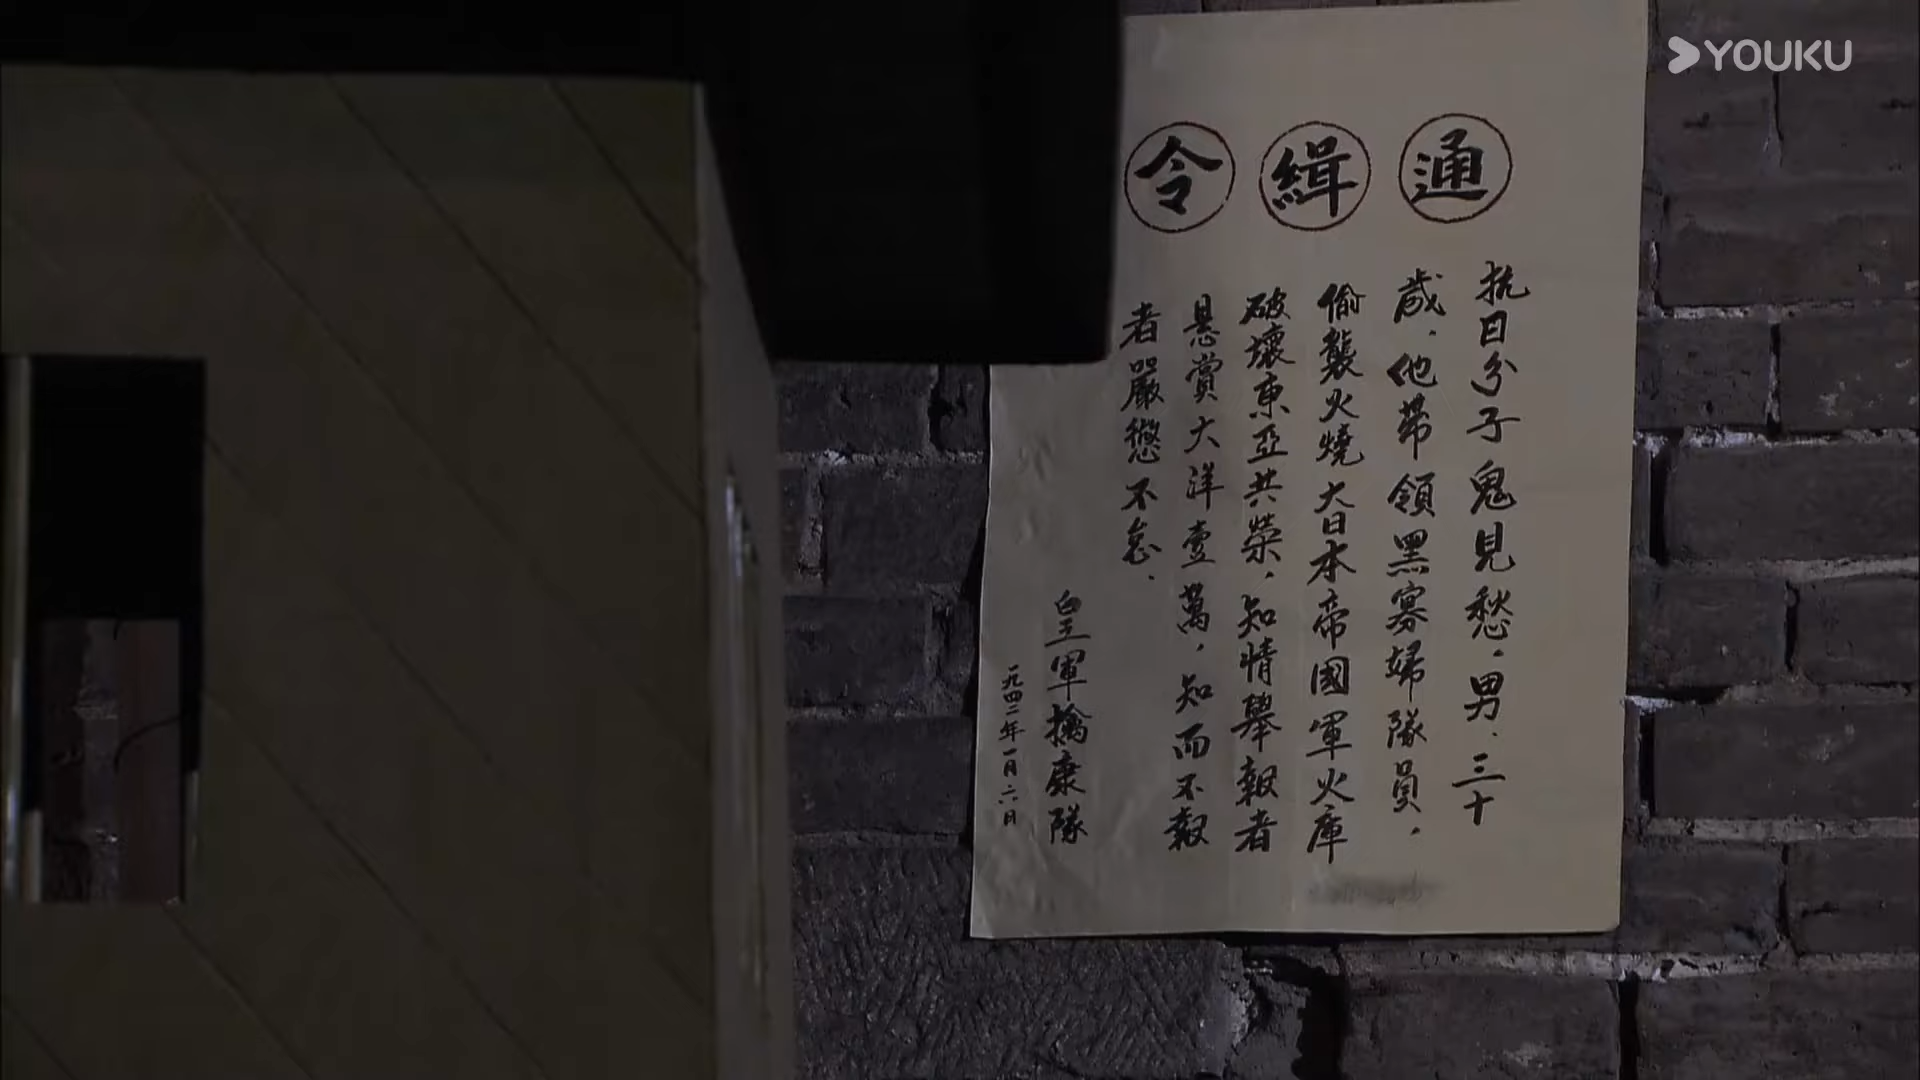 YOUKU
通緝令
抗日分子鬼見愁，男、三十
歲，他帶領黑寡婦隊員，
偷襲火燒大日本帝國軍火庫
破壞東亞共榮，知情舉報者
懸賞大洋壹萬，知而不報
者嚴懲不怠．
皇軍擒康隊
一九四二年一月六日